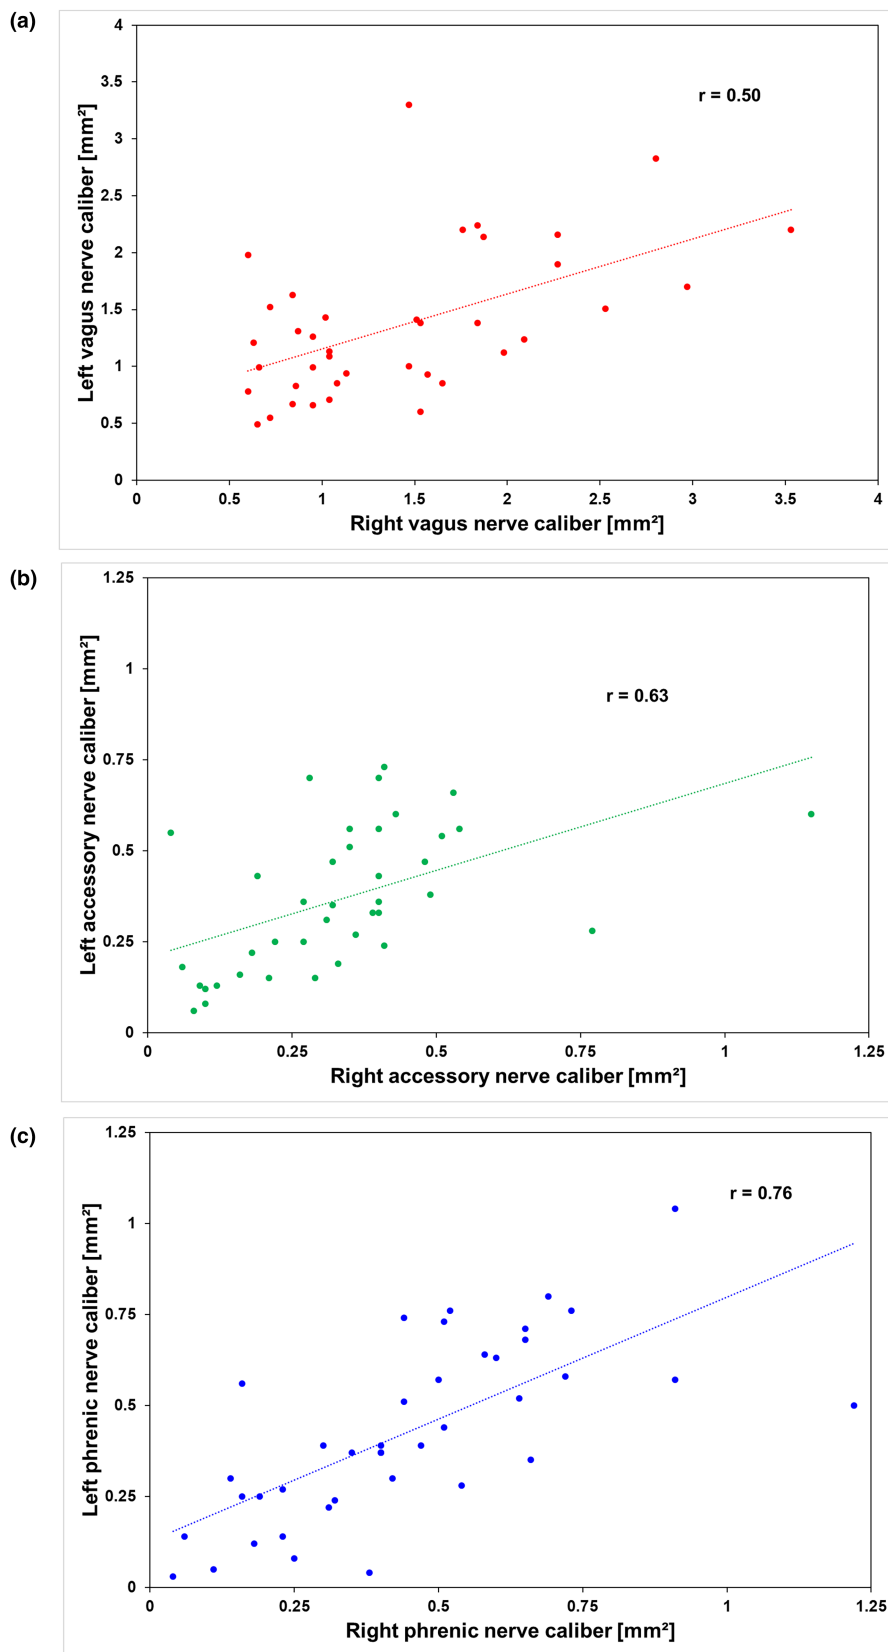 (a)
4
3.5
3
2.5
2
1.5
1
0.5
0
Left vagus nerve caliber [mm²]
r = 0.50
0 0.5 1 1.5 2 2.5 3 3.5 4
Right vagus nerve caliber [mm²]
(b)
1.25
1
0.75
0.5
0.25
0
Left accessory nerve caliber [mm²]
r = 0.63
0 0.25 0.5 0.75 1 1.25
Right accessory nerve caliber [mm²]
(c)
1.25
1
0.75
0.5
0.25
0
Left phrenic nerve caliber [mm²]
r = 0.76
0 0.25 0.5 0.75 1 1.25
Right phrenic nerve caliber [mm²]